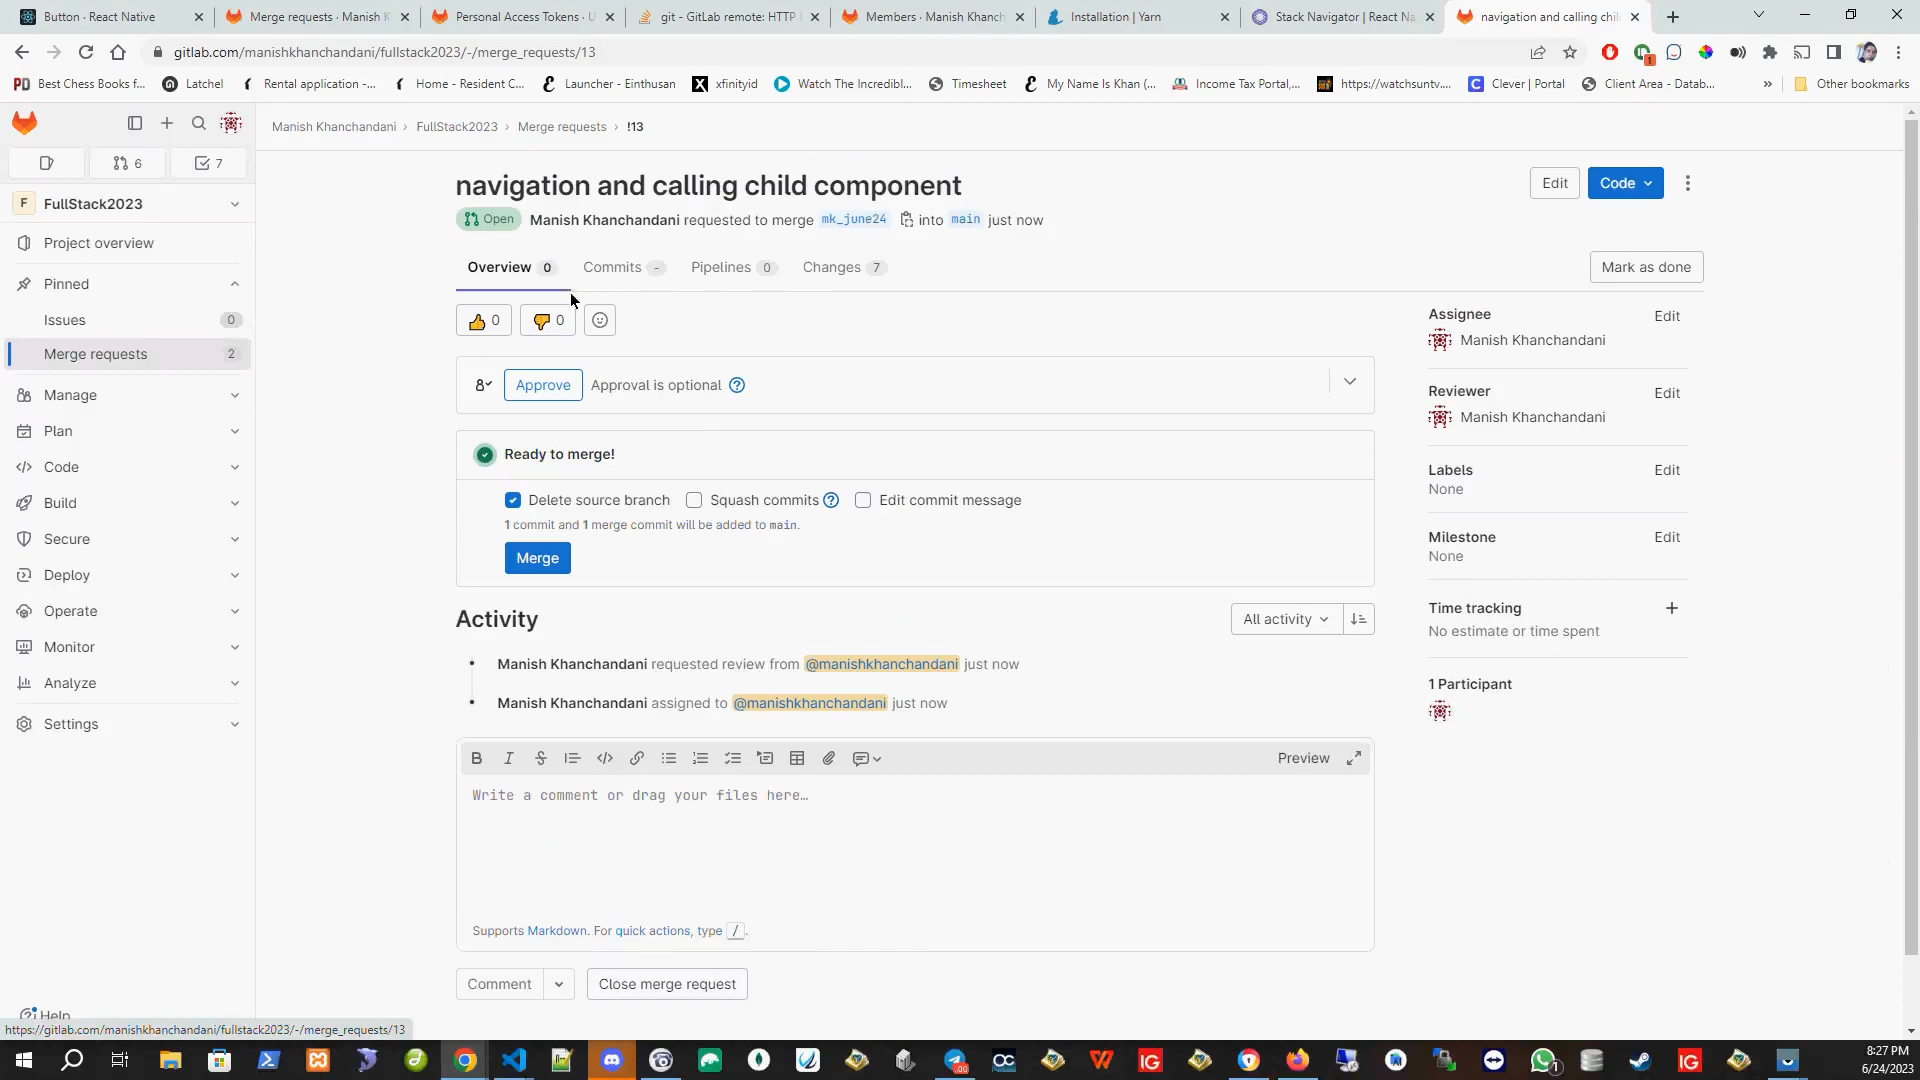 Button · React Native
Merge requests · Manish K
Personal Access Tokens · U
git - GitLab remote: HTTP
Members · Manish Khanch
Installation | Yarn
Stack Navigator | React Na
navigation and calling chil
gitlab.com/manishkhanchandani/fullstack2023/-/merge_requests/13
Best Chess Books f...
Latchel
Rental application -...
Home - Resident C...
Launcher - Einthusan
xfinityid
Watch The Incredibl...
Timesheet
My Name Is Khan (...
Income Tax Portal,...
https://watchsuntv...
Clever | Portal
Client Area - Datab...
»
Other bookmarks
Manish Khanchandani › FullStack2023 › Merge requests › !13
6
7
F FullStack2023
Project overview
Pinned
Issues 0
Merge requests 2
Manage
Plan
Code
Build
Secure
Deploy
Operate
Monitor
Analyze
Settings
Help
navigation and calling child component
Edit
Code
Open Manish Khanchandani requested to merge mk_june24 into main just now
Overview 0
Commits -
Pipelines 0
Changes 7
Mark as done
0
0
Approve Approval is optional
Ready to merge!
Delete source branch Squash commits Edit commit message
1 commit and 1 merge commit will be added to main.
Merge
Activity
All activity
Manish Khanchandani requested review from @manishkhanchandani just now
Manish Khanchandani assigned to @manishkhanchandani just now
Preview
Write a comment or drag your files here…
Supports Markdown. For quick actions, type /.
Comment
Close merge request
Assignee Edit
Manish Khanchandani
Reviewer Edit
Manish Khanchandani
Labels Edit
None
Milestone Edit
None
Time tracking +
No estimate or time spent
1 Participant
https://gitlab.com/manishkhanchandani/fullstack2023/-/merge_requests/13
8:27 PM
6/24/2023